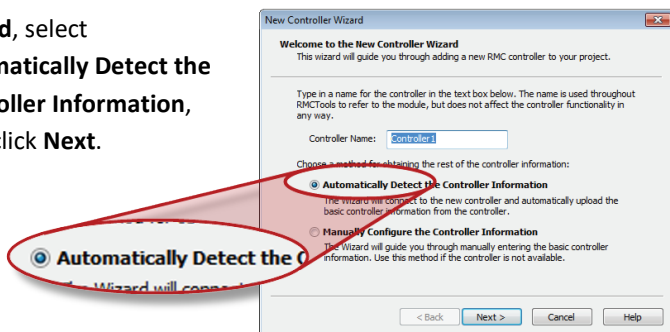 d, select
matically Detect the
oller Information,
lick Next.
New Controller Wizard
Welcome to the New Controller Wizard
This wizard will guide you through adding a new RMC controller to your project.
Type in a name for the controller in the text box below. The name is used throughout
RMCTools to refer to the module, but does not affect the controller functionality in
any way.
Controller Name: Controller1
Choose a method for obtaining the rest of the controller information:
Automatically Detect the Controller Information
The Wizard will connect to the new controller and automatically upload the
basic controller information from the controller.
Manually Configure the Controller Information
The Wizard will guide you through manually entering the basic controller
information. Use this method if the controller is not available.
Automatically Detect the C
The Wizard will connec
< Back Next > Cancel Help